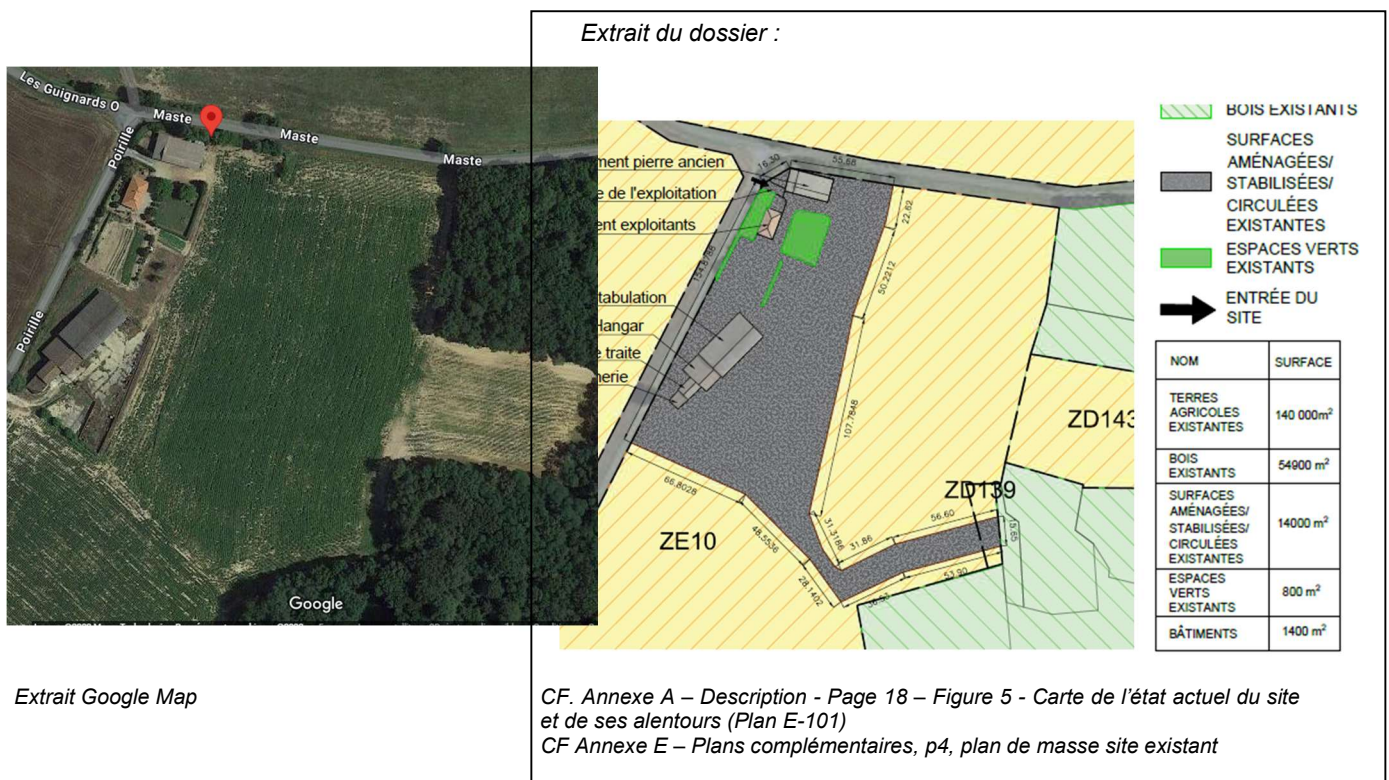 Extrait du dossier :
Les Guignards O
Maste
Maste
Maste
Poirille
Poirille
Google
Extrait Google Map
ment pierre ancien
e de l'exploitation
ent exploitants
tabulation
Hangar
e traite
nerie
16.30
55.68
22.62
50.2212
107.7848
66.8028
48.5536
28.1402
31.3186
31.86
56.60
53.90
15.65
ZE10
ZD139
ZD143
BOIS EXISTANTS
SURFACES
AMÉNAGÉES/
STABILISÉES/
CIRCULÉES
EXISTANTES
ESPACES VERTS
EXISTANTS
ENTRÉE DU
SITE
NOM SURFACE
TERRES
AGRICOLES
EXISTANTES
140 000m²
BOIS
EXISTANTS
54900 m²
SURFACES
AMÉNAGÉES/
STABILISÉES/
CIRCULÉES
EXISTANTES
14000 m²
ESPACES
VERTS
EXISTANTS
800 m²
BÂTIMENTS 1400 m²
CF. Annexe A – Description - Page 18 – Figure 5 - Carte de l'état actuel du site
et de ses alentours (Plan E-101)
CF Annexe E – Plans complémentaires, p4, plan de masse site existant